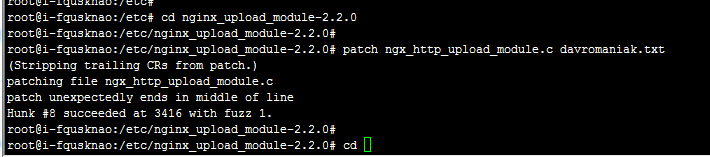 root@i-fqusknao:/etc#
root@i-fqusknao:/etc# cd nginx_upload_module-2.2.0
root@i-fqusknao:/etc/nginx_upload_module-2.2.0#
root@i-fqusknao:/etc/nginx_upload_module-2.2.0# patch ngx_http_upload_module.c davromaniak.txt
(Stripping trailing CRs from patch.)
patching file ngx_http_upload_module.c
patch unexpectedly ends in middle of line
Hunk #8 succeeded at 3416 with fuzz 1.
root@i-fqusknao:/etc/nginx_upload_module-2.2.0#
root@i-fqusknao:/etc/nginx_upload_module-2.2.0# cd